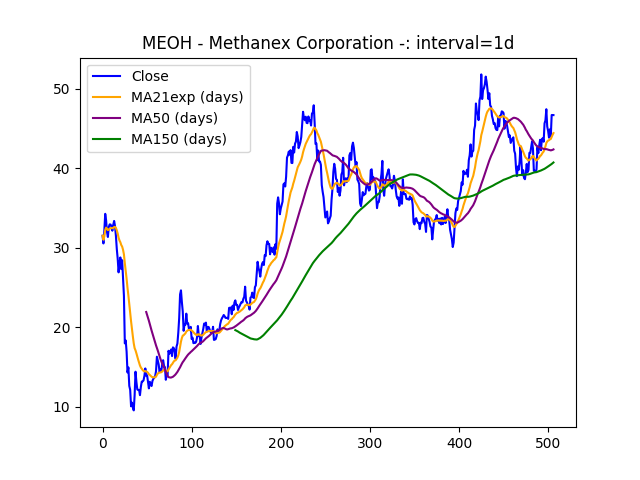 MEOH - Methanex Corporation -: interval=1d
Close
MA21exp (days)
MA50 (days)
MA150 (days)
50
40
30
20
10
0 100 200 300 400 500